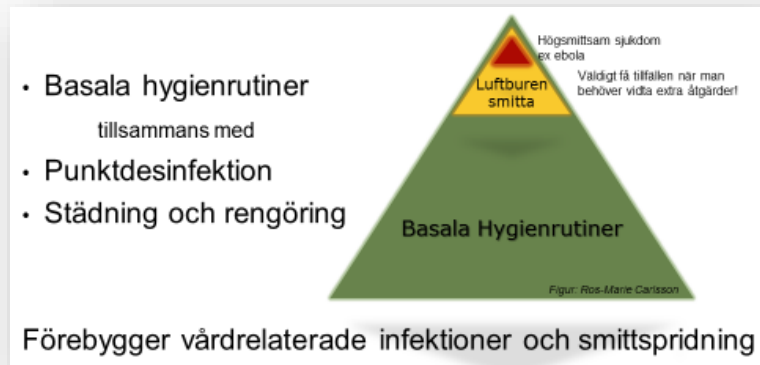 • Basala hygienrutiner
tillsammans med
• Punktdesinfektion
• Städning och rengöring
Högsmittsam sjukdom
ex ebola
Väldigt få tillfällen när man
behöver vidta extra åtgärder!
Luftburen
smitta
Basala Hygienrutiner
Figur: Ros-Marie Carlsson
Förebygger vårdrelaterade infektioner och smittspridning